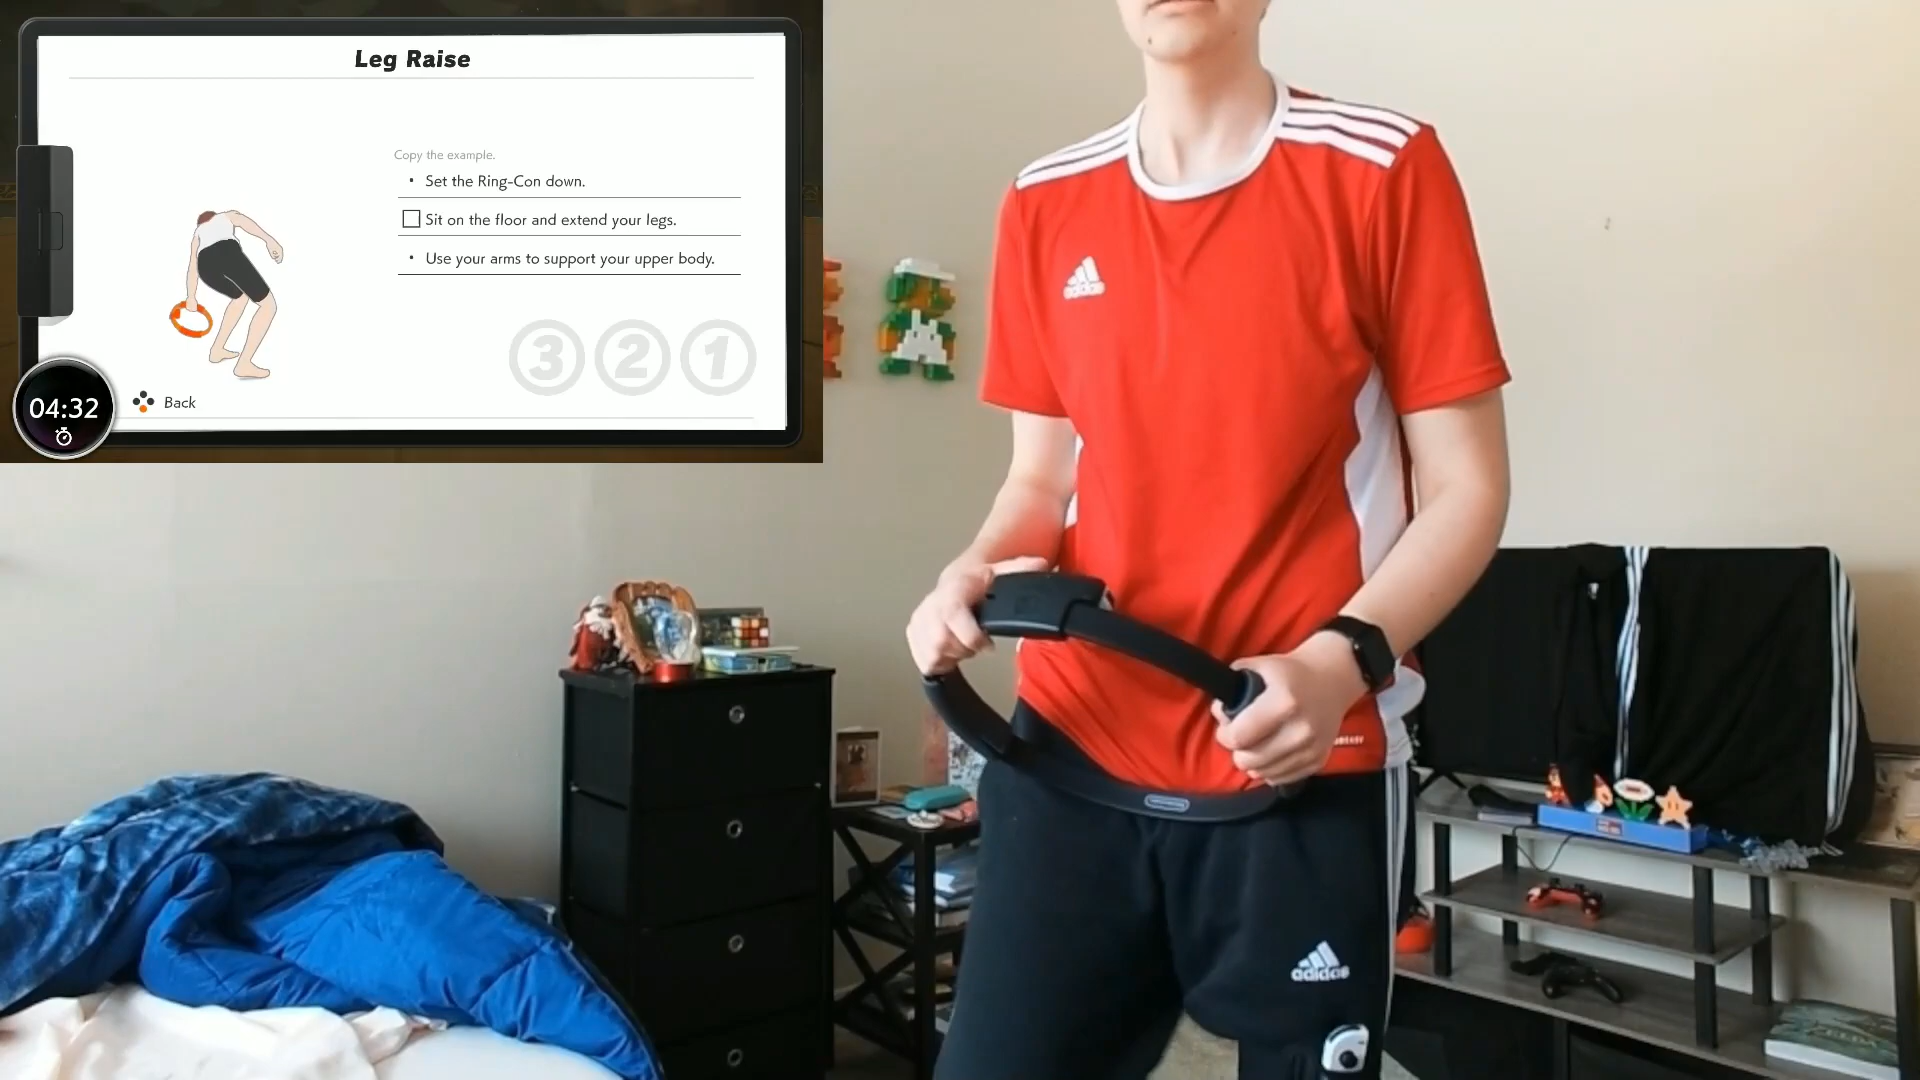 Leg Raise
Copy the example.
• Set the Ring-Con down.
Sit on the floor and extend your legs.
• Use your arms to support your upper body.
3 2 1
04:32
Back
adidas
adidas